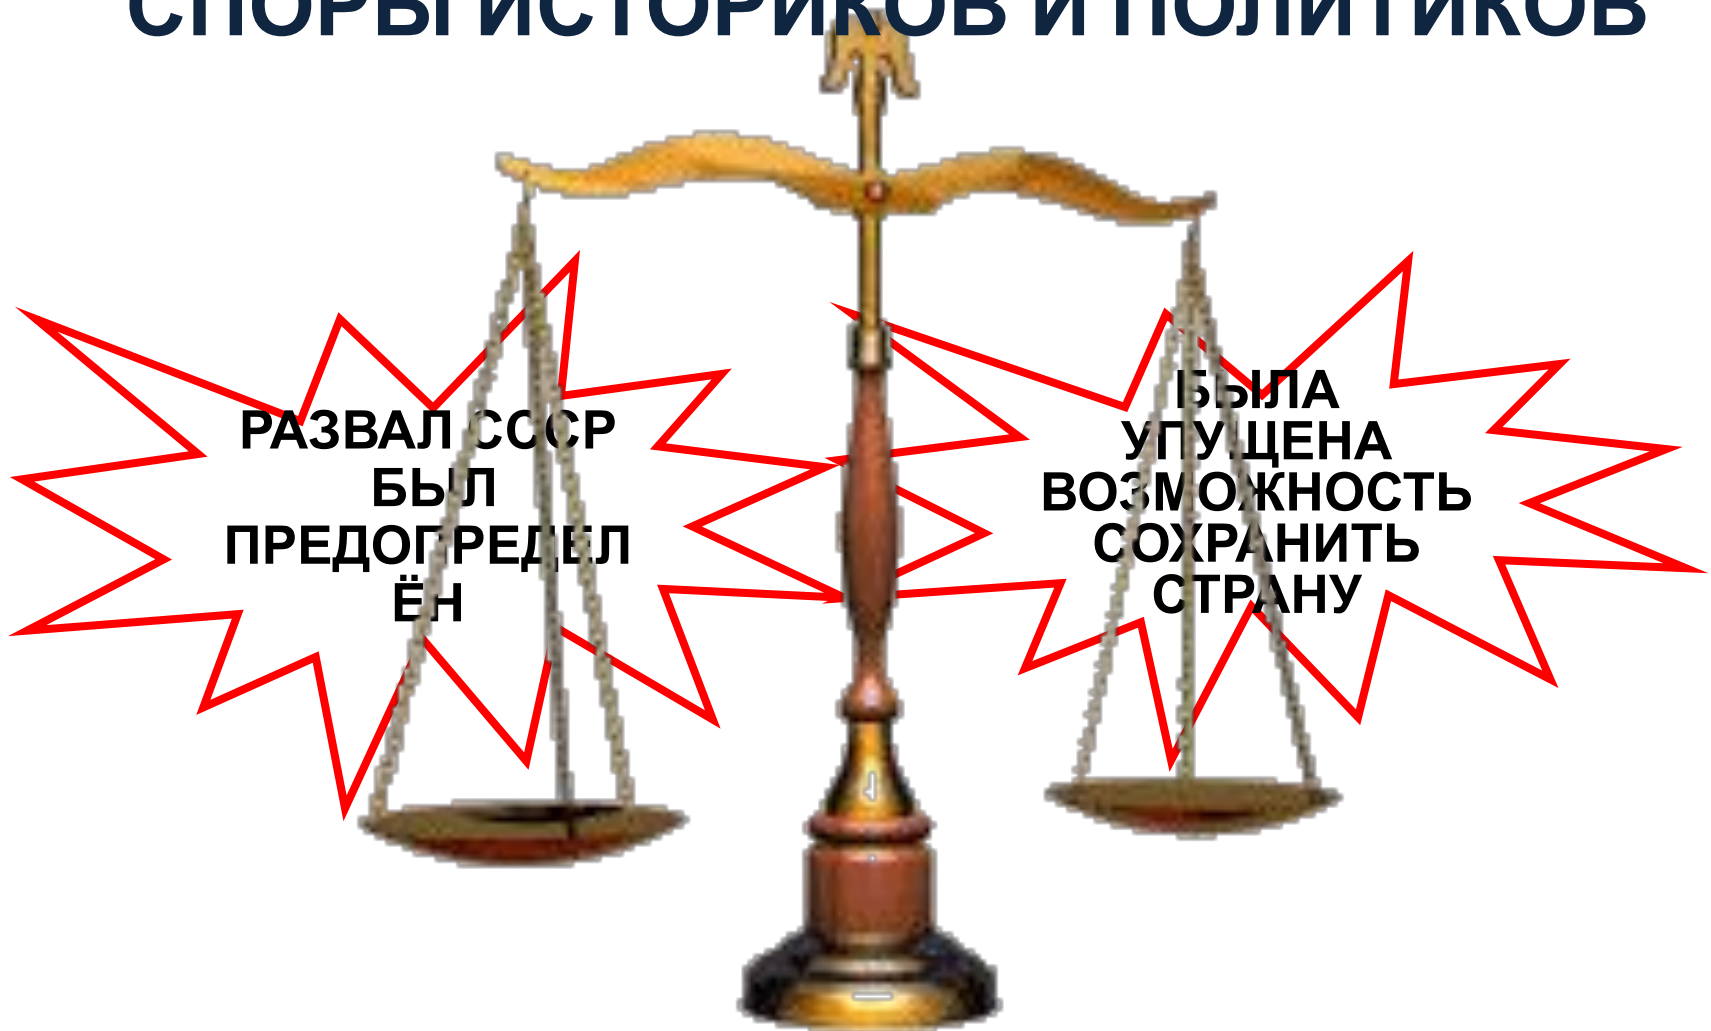 СПОРЫ ИСТОРИКОВ И ПОЛИТИКОВ
РАЗВАЛ СССР
БЫЛ
ПРЕДОПРЕДЕЛ
ЁН
БЫЛА
УПУЩЕНА
ВОЗМОЖНОСТЬ
СОХРАНИТЬ
СТРАНУ